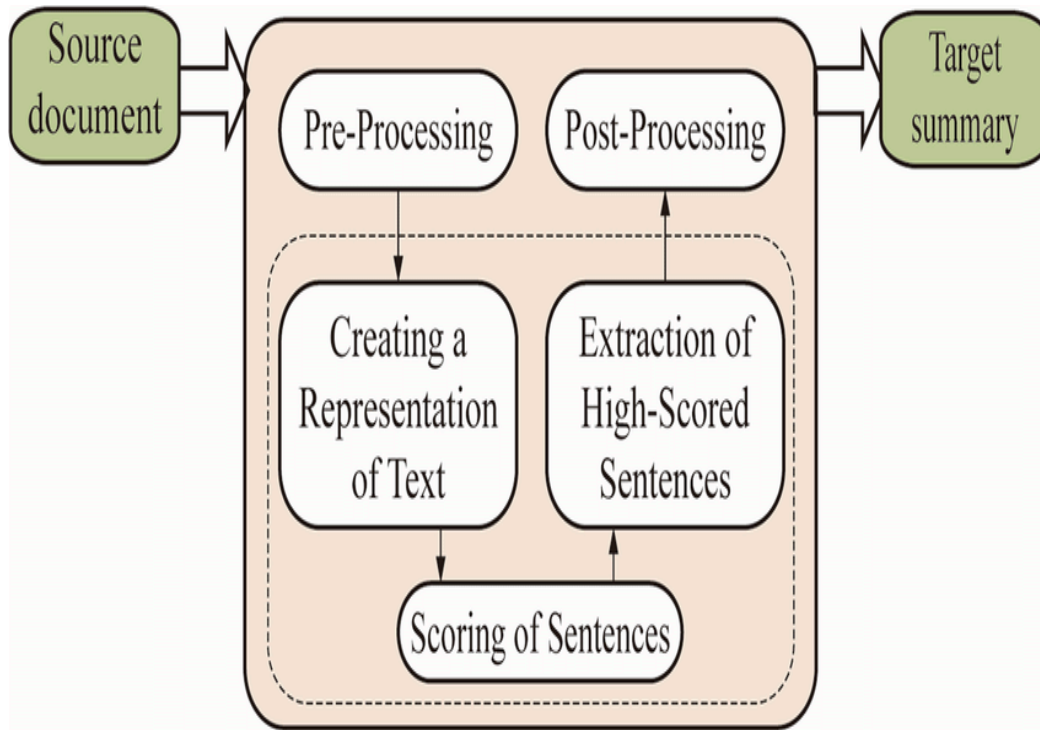 Source
document
Pre-Processing
Post-Processing
Target
summary
Creating a
Representation
of Text
Extraction of
High-Scored
Sentences
Scoring of Sentences